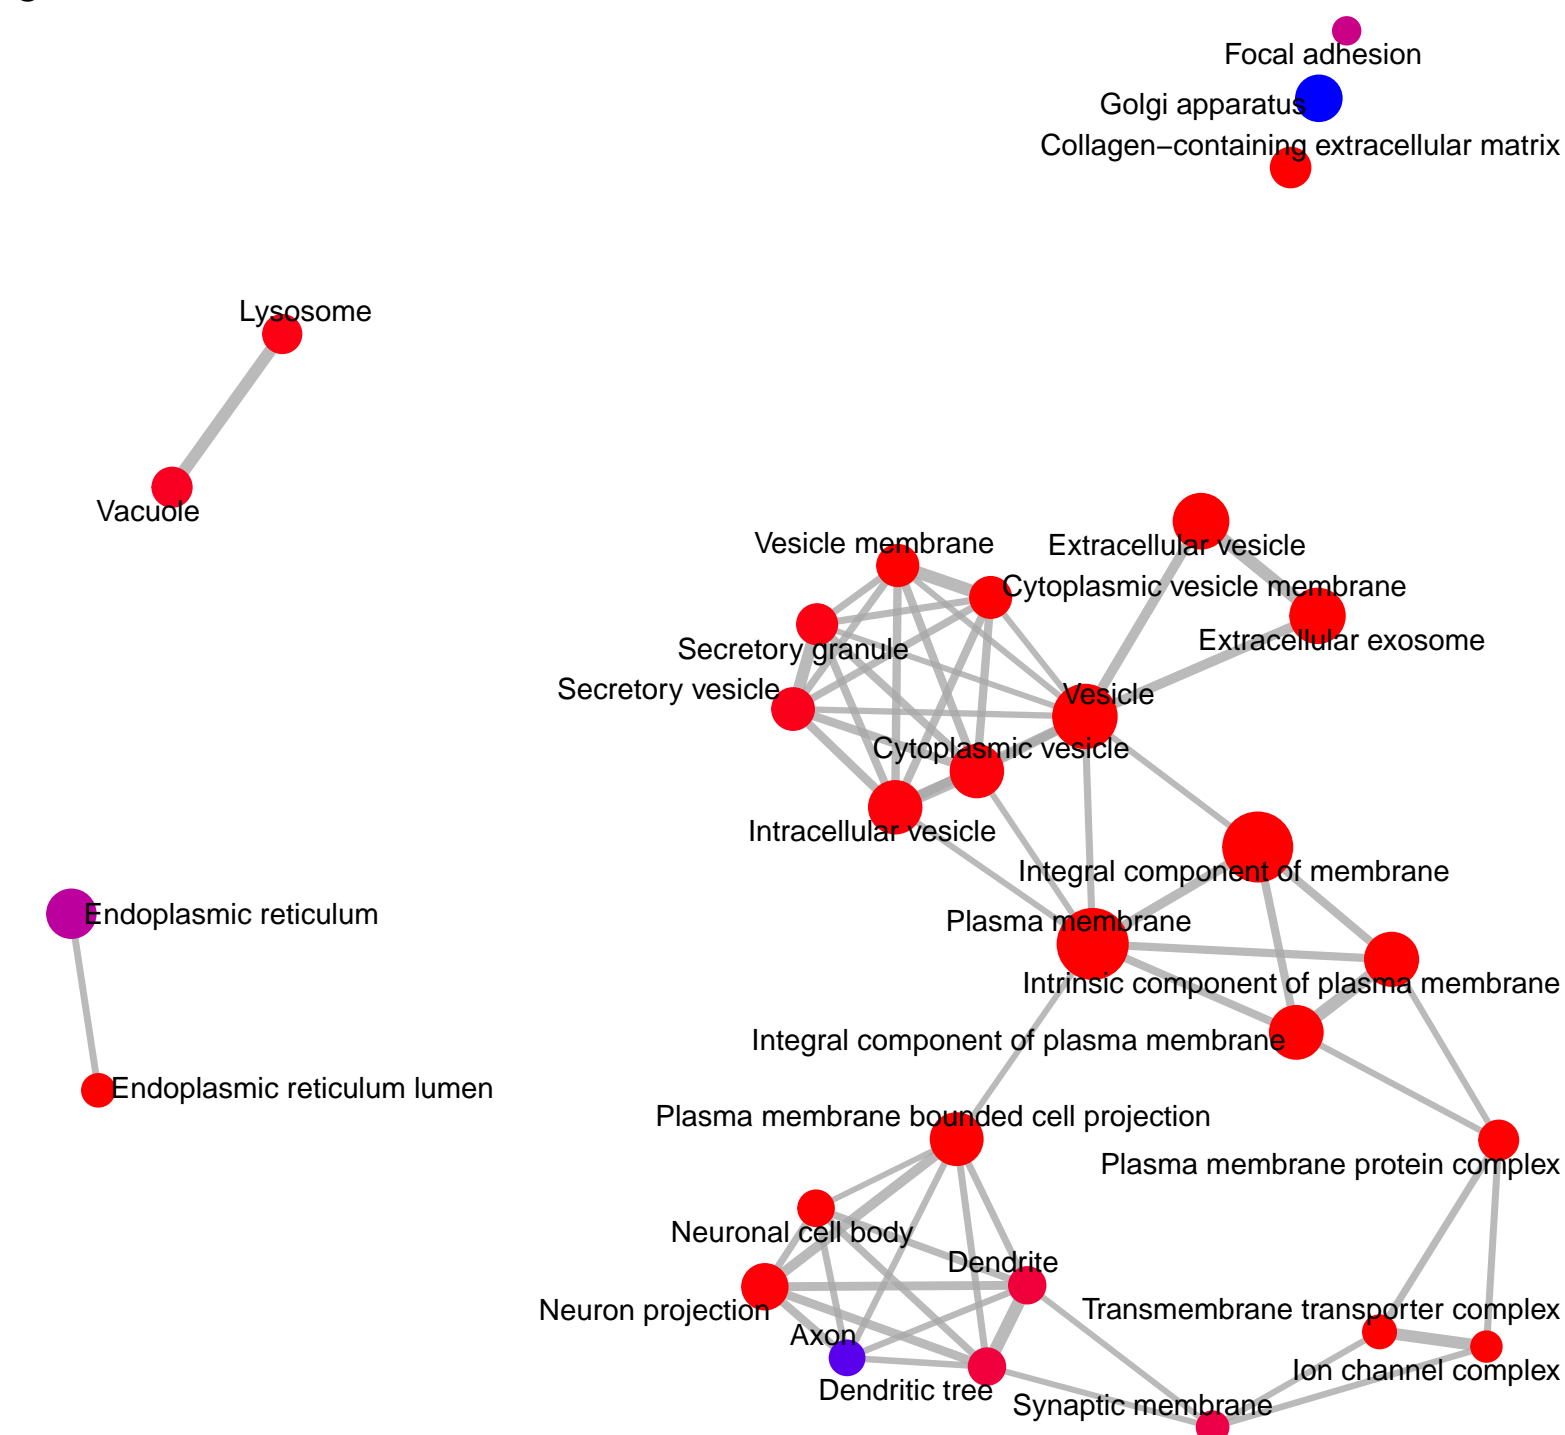 Focal adhesion
Golgi apparatus
Collagen−containing extracellular matrix
Lysosome
Vacuole
Vesicle membrane
Extracellular vesicle
Cytoplasmic vesicle membrane
Extracellular exosome
Secretory granule
Secretory vesicle
Vesicle
Cytoplasmic vesicle
Intracellular vesicle
Integral component of membrane
Endoplasmic reticulum
Plasma membrane
Intrinsic component of plasma membrane
Integral component of plasma membrane
Endoplasmic reticulum lumen
Plasma membrane bounded cell projection
Plasma membrane protein complex
Neuronal cell body
Dendrite
Neuron projection
Transmembrane transporter complex
Axon
Ion channel complex
Dendritic tree
Synaptic membrane